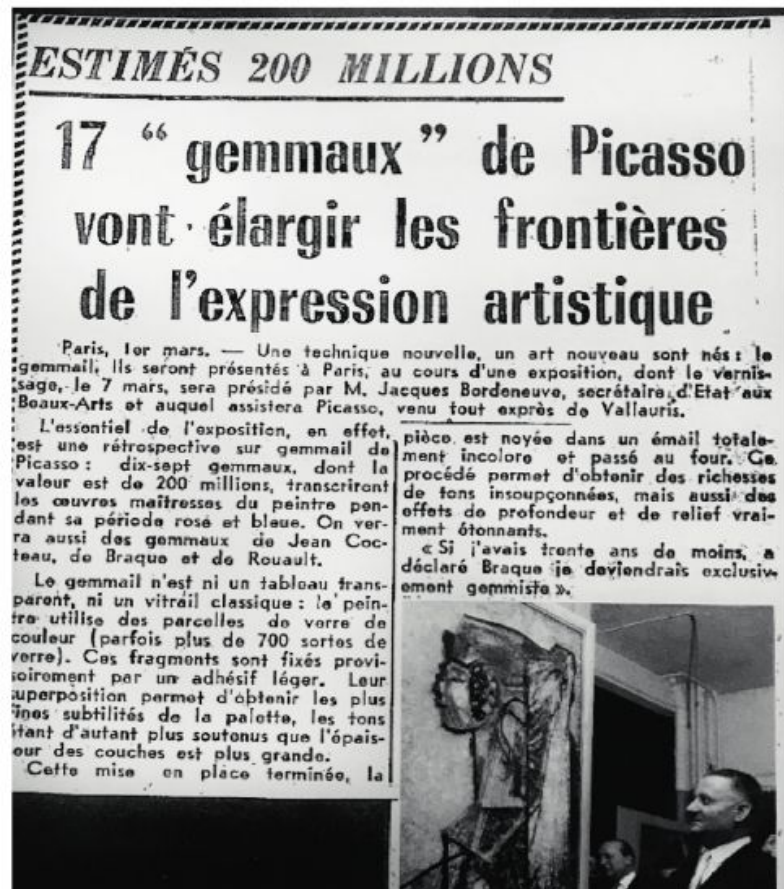 ESTIMÉS 200 MILLIONS
17 “ gemmaux ” de Picasso
vont élargir les frontières
de l’expression artistique
Paris, 1er mars. — Une technique nouvelle, un art nouveau sont nés : le
gemmail. Ils seront présentés à Paris, au cours d'une exposition, dont le vernis-
sage, le 7 mars, sera présidé par M. Jacques Bordeneuve, secrétaire d'Etat aux
Beaux-Arts et auquel assistera Picasso, venu tout exprès de Vallauris.
L'essentiel de l'exposition, en effet,
est une rétrospective sur gemmail de
Picasso : dix-sept gemmaux, dont la
valeur est de 200 millions, transcriront
les œuvres maîtresses du peintre pen-
dant sa période rose et bleue. On ver-
ra aussi des gemmaux de Jean Coc-
teau, de Braque et de Rouault.
Le gemmail n'est ni un tableau trans-
parent, ni un vitrail classique : le pein-
tre utilise des parcelles de verre de
couleur (parfois plus de 700 sortes de
verre). Ces fragments sont fixés provi-
soirement par un adhésif léger. Leur
superposition permet d'obtenir les plus
fines subtilités de la palette, les tons
étant d'autant plus soutenus que l'épais-
seur des couches est plus grande.
Cette mise en place terminée, la
pièce est noyée dans un émail totale-
ment incolore et passé au four. Ce
procédé permet d'obtenir des richesses
de tons insoupçonnées, mais aussi des
effets de profondeur et de relief vrai-
ment étonnants.
« Si j'avais trente ans de moins, a
déclaré Braque je deviendrais exclusiv-
ement gemmiste ».